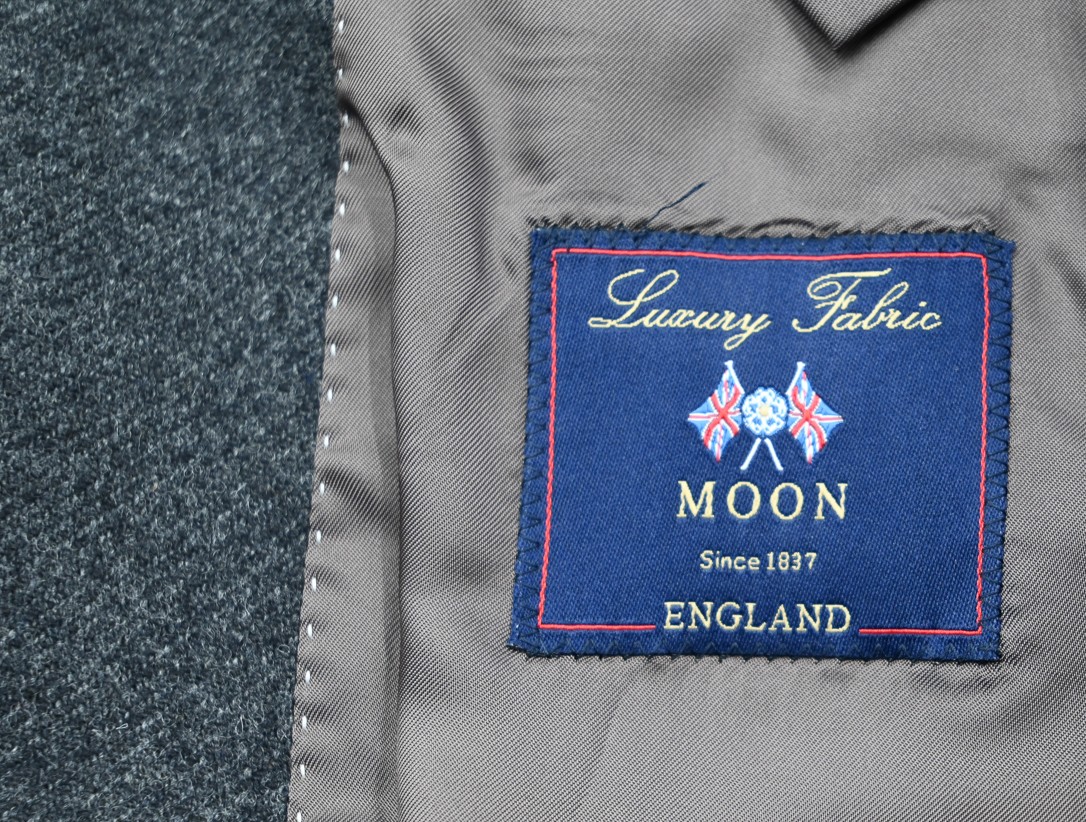 Luxury Fabric
MOON
Since 1837
ENGLAND